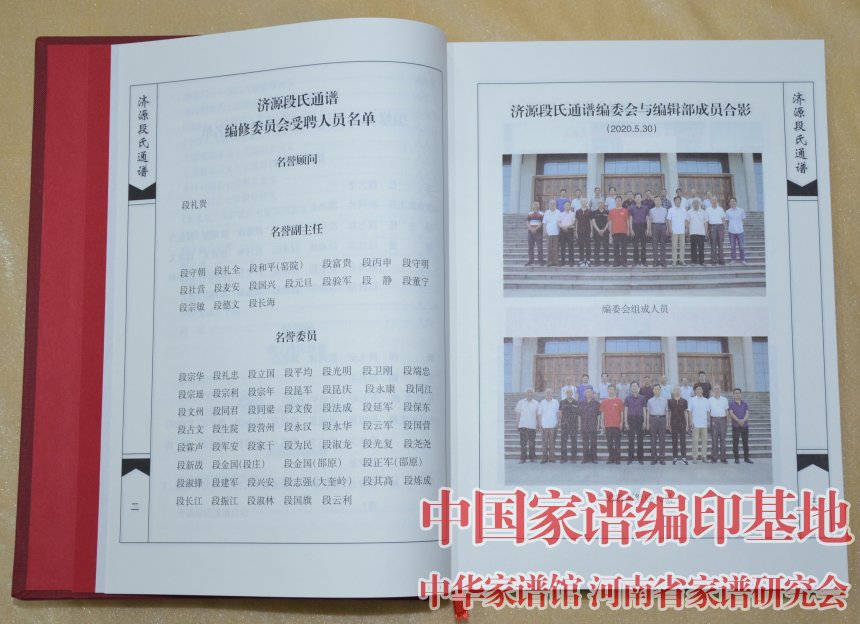 济源段氏通谱
济源段氏通谱
编修委员会受聘人员名单
名誉顾问
段礼贵
名誉副主任
段守朝 段礼全 段和平(窑院) 段富贵 段丙申 段守明
段社营 段麦安 段国兴 段元旦 段验军 段 静 段董宁
段宗敏 段德文 段长海
名誉委员
段宗华 段礼忠 段立国 段平均 段光明 段卫刚 段端忠
段宗瑶 段宗利 段宗年 段昆军 段昆庆 段永康 段同江
段文州 段同君 段同梁 段文俊 段法成 段延军 段保东
段占文 段生院 段营州 段永汉 段永华 段云军 段国营
段霖声 段军安 段家干 段为民 段淑龙 段光复 段尧尧
段新战 段金国(段庄) 段金国(邵原) 段正军(邵原)
段淑锋 段建军 段兴安 段志强(大奎岭) 段其高 段炼成
段长江 段振江 段淑林 段国旗 段云利
二
济源段氏通谱编委会与编辑部成员合影
(2020.5.30)
编委会组成人员
济源段氏通谱
中国家谱编印基地
中华家谱馆 河南省家谱研究会